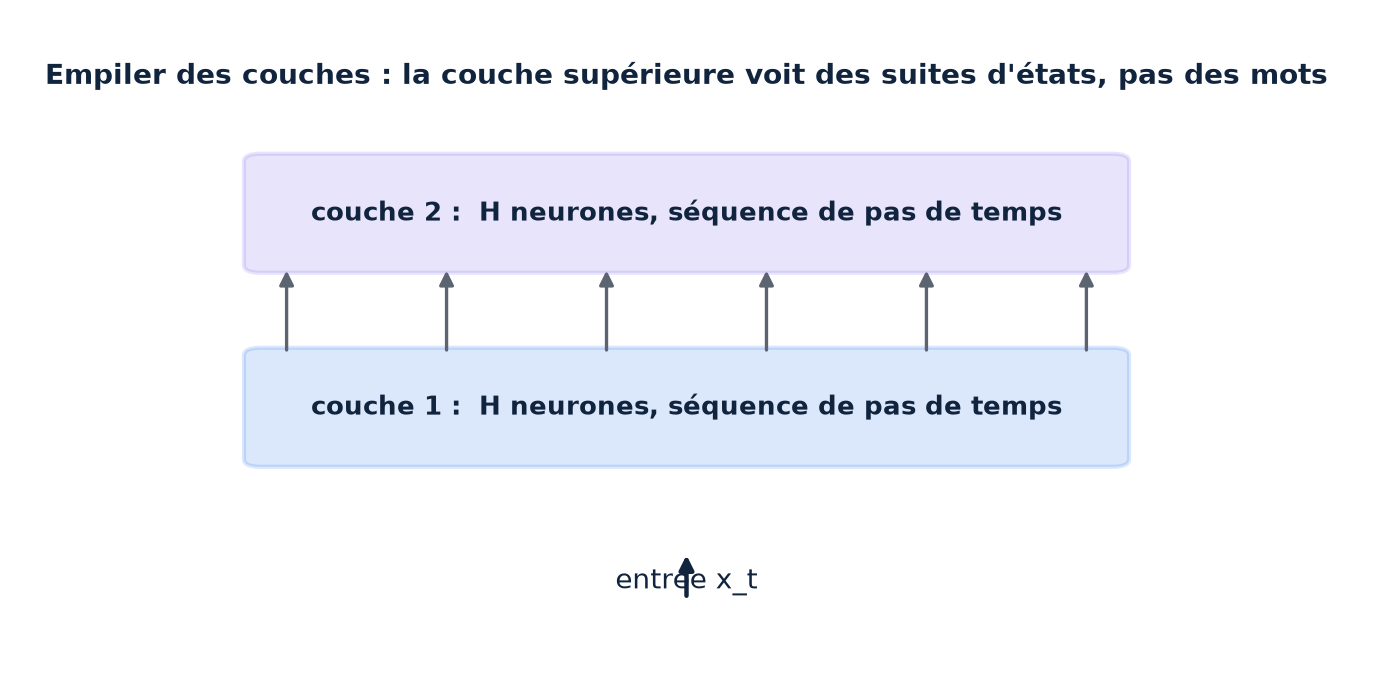 Empiler des couches : la couche supérieure voit des suites d'états, pas des mots
couche 2 :  H neurones, séquence de pas de temps
couche 1 :  H neurones, séquence de pas de temps
entrée x_t